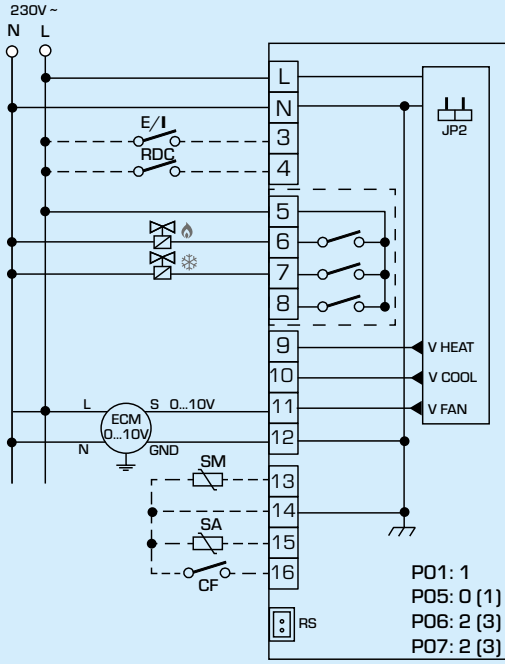 230V ~
N L
L
N
JP2
E/I
3
RDC
4
5
6
7
8
9
V HEAT
10
V COOL
L S 0...10V
11
V FAN
ECM
0...10V
N GND
12
SM
13
14
SA
15
16
CF
P01: 1
P05: 0 (1)
RS
P06: 2 (3)
P07: 2 (3)